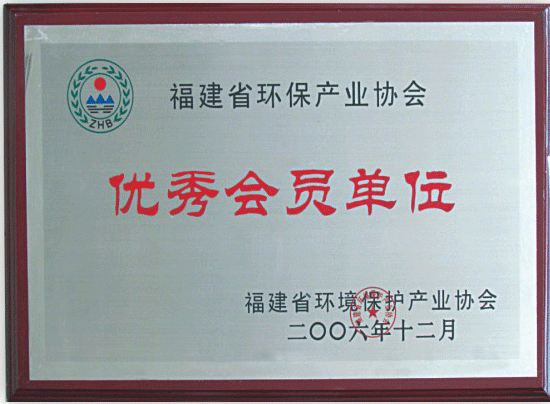 ZHB
福建省环保产业协会
优秀会员单位
福建省环境保护产业协会
二〇〇六年十二月